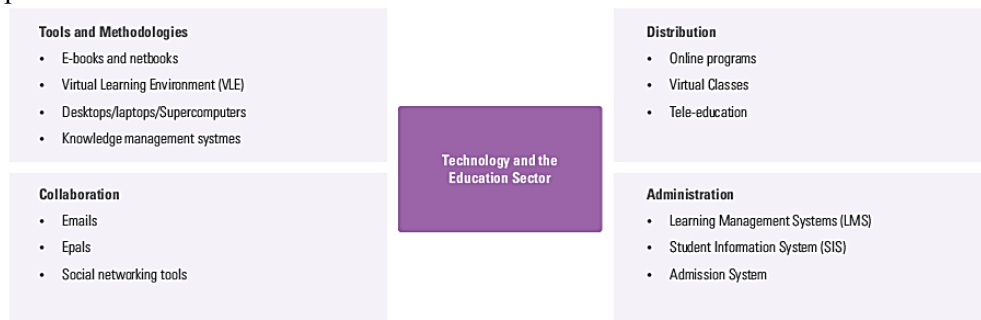 Tools and Methodologies
• E-books and netbooks
• Virtual Learning Environment (VLE)
• Desktops/laptops/Supercomputers
• Knowledge management systmes
Collaboration
• Emails
• Epals
• Social networking tools
Technology and the
Education Sector
Distribution
• Online programs
• Virtual Classes
• Tele-education
Administration
• Learning Management Systems (LMS)
• Student Information System (SIS)
• Admission System